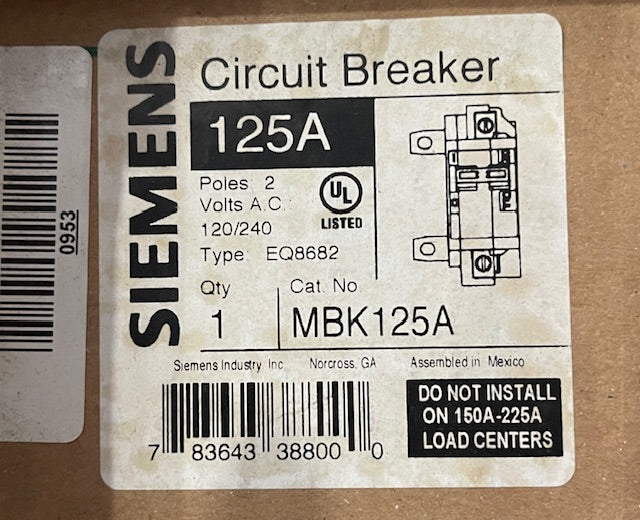 SIEMENS
Circuit Breaker
125A
Poles: 2
Volts A.C.:
120/240
Type: EQ8682
UL
LISTED
Qty
1
Cat. No.
MBK125A
Siemens Industry Inc Norcross, GA Assembled in Mexico
7 83643 38800 0
DO NOT INSTALL
ON 150A-225A
LOAD CENTERS
0953